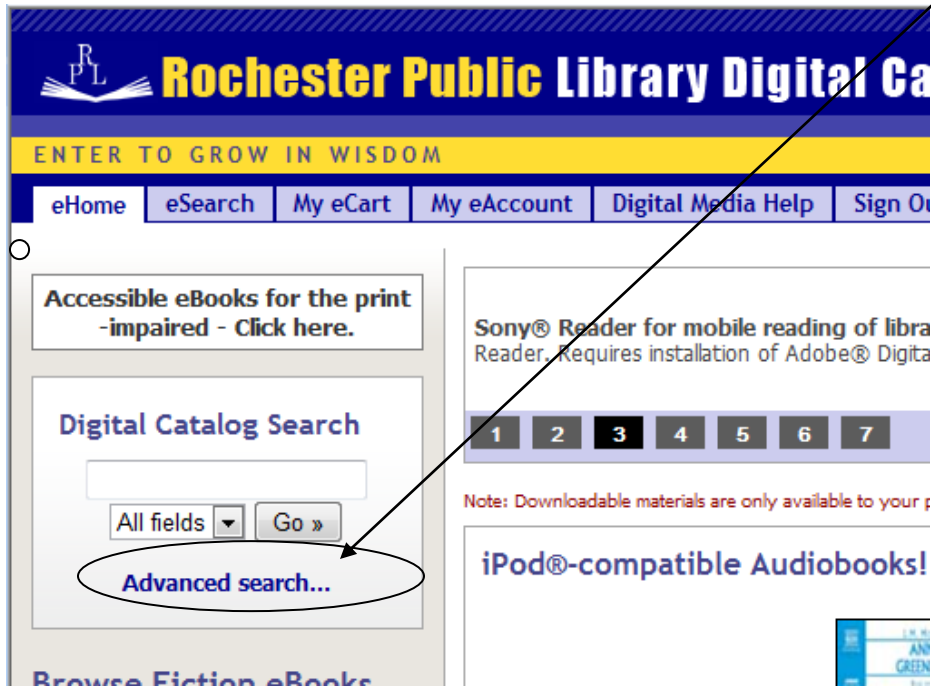 RPL
Rochester Public Library Digital Ca
ENTER TO GROW IN WISDOM
eHome eSearch My eCart My eAccount Digital Media Help Sign Ou
Accessible eBooks for the print
-impaired - Click here.
Digital Catalog Search
All fields Go »
Advanced search...
Browse Fiction eBooks
Sony® Reader for mobile reading of libra
Reader. Requires installation of Adobe® Digita
1 2 3 4 5 6 7
Note: Downloadable materials are only available to your p
iPod®-compatible Audiobooks!